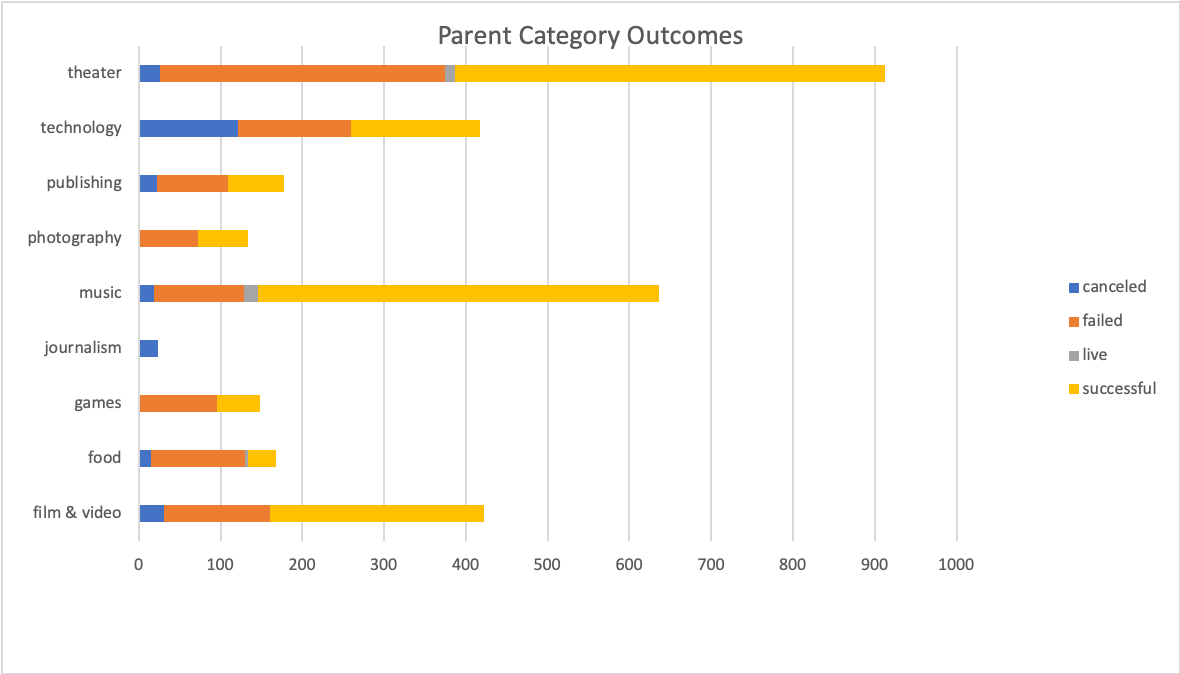 Parent Category Outcomes
theater
technology
publishing
photography
music
journalism
games
food
film & video
0 100 200 300 400 500 600 700 800 900 1000
canceled
failed
live
successful